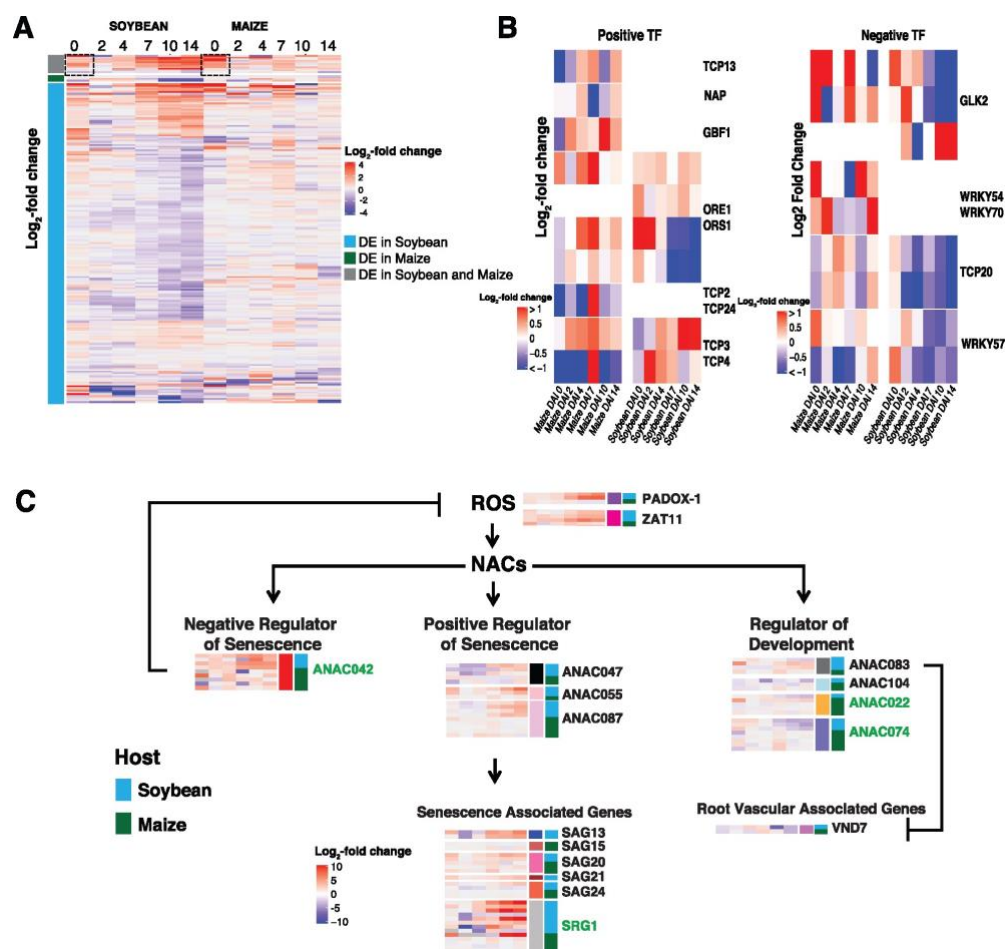 A
SOYBEAN MAIZE
0 2 4 7 10 14 0 2 4 7 10 14
Log2-fold change
Log2-fold change
4
2
0
-2
-4
DE in Soybean
DE in Maize
DE in Soybean and Maize
B
Positive TF
Log2-fold change
TCP13
NAP
GBF1
ORE1
ORS1
TCP2
TCP24
TCP3
TCP4
Log2-fold change
> 1
0.5
0
−0.5
< −1
Maize DAI 0
Maize DAI 2
Maize DAI 4
Maize DAI 7
Maize DAI 10
Maize DAI 14
Soybean DAI 0
Soybean DAI 2
Soybean DAI 4
Soybean DAI 7
Soybean DAI 10
Soybean DAI 14
Negative TF
Log2 Fold Change
GLK2
WRKY54
WRKY70
TCP20
WRKY57
Log2-fold change
> 1
0.5
0
−0.5
< −1
Maize DAI 0
Maize DAI 2
Maize DAI 4
Maize DAI 7
Maize DAI 10
Maize DAI 14
Soybean DAI 0
Soybean DAI 2
Soybean DAI 4
Soybean DAI 7
Soybean DAI 10
Soybean DAI 14
C
ROS
PADOX-1
ZAT11
NACs
Negative Regulator
of Senescence
ANAC042
Positive Regulator
of Senescence
ANAC047
ANAC055
ANAC087
Regulator of
Development
ANAC083
ANAC104
ANAC022
ANAC074
Host
Soybean
Maize
Senescence Associated Genes
SAG13
SAG15
SAG20
SAG21
SAG24
SRG1
Root Vascular Associated Genes
VND7
Log2-fold change
10
5
0
-5
-10